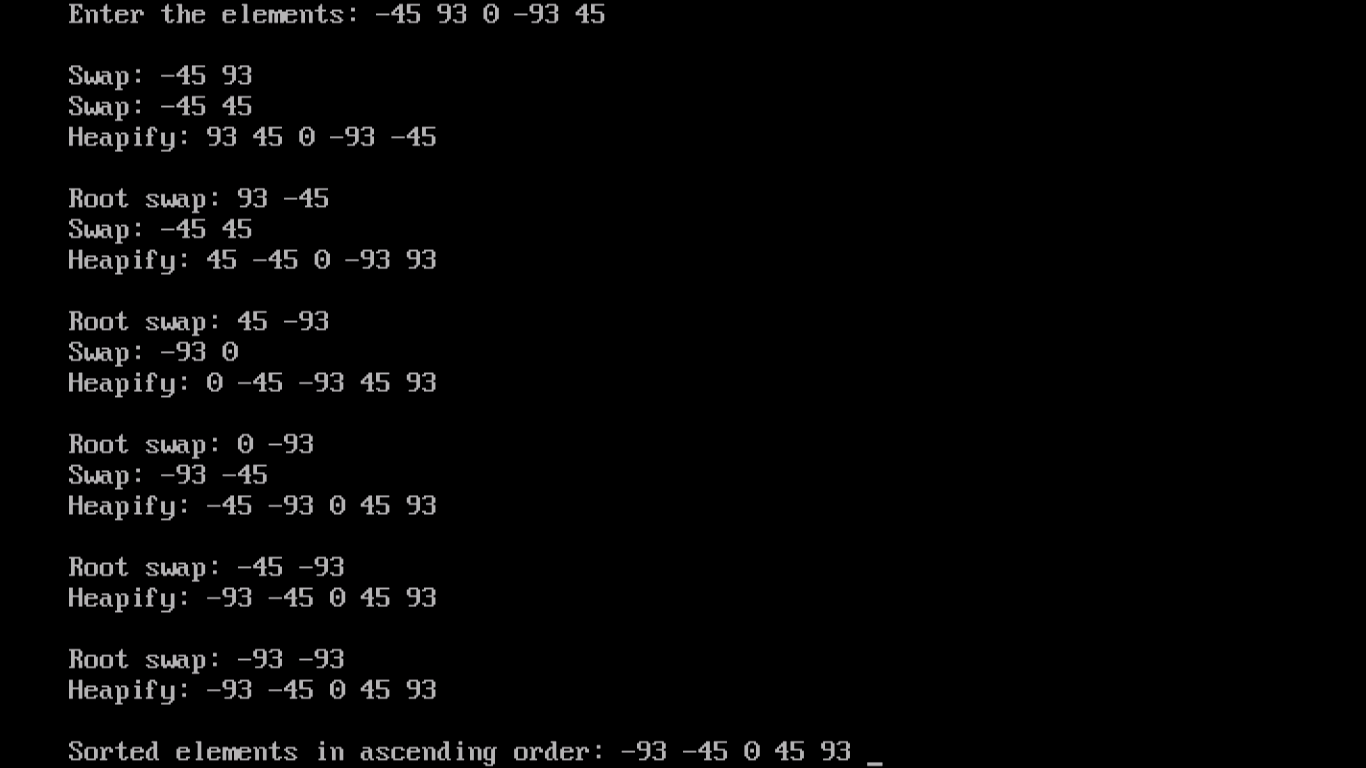 Enter the elements: -45 93 0 -93 45
Swap: -45 93
Swap: -45 45
Heapify: 93 45 0 -93 -45
Root swap: 93 -45
Swap: -45 45
Heapify: 45 -45 0 -93 93
Root swap: 45 -93
Swap: -93 0
Heapify: 0 -45 -93 45 93
Root swap: 0 -93
Swap: -93 -45
Heapify: -45 -93 0 45 93
Root swap: -45 -93
Heapify: -93 -45 0 45 93
Root swap: -93 -93
Heapify: -93 -45 0 45 93
Sorted elements in ascending order: -93 -45 0 45 93 _